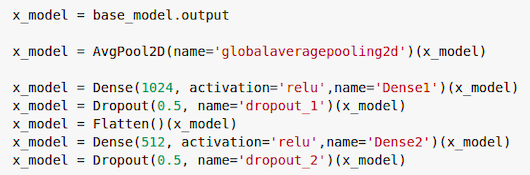 x_model = base_model.output
x_model = AvgPool2D(name='globalaveragepooling2d')(x_model)
x_model = Dense(1024, activation='relu',name='Dense1')(x_model)
x_model = Dropout(0.5, name='dropout_1')(x_model)
x_model = Flatten()(x_model)
x_model = Dense(512, activation='relu',name='Dense2')(x_model)
x_model = Dropout(0.5, name='dropout_2')(x_model)